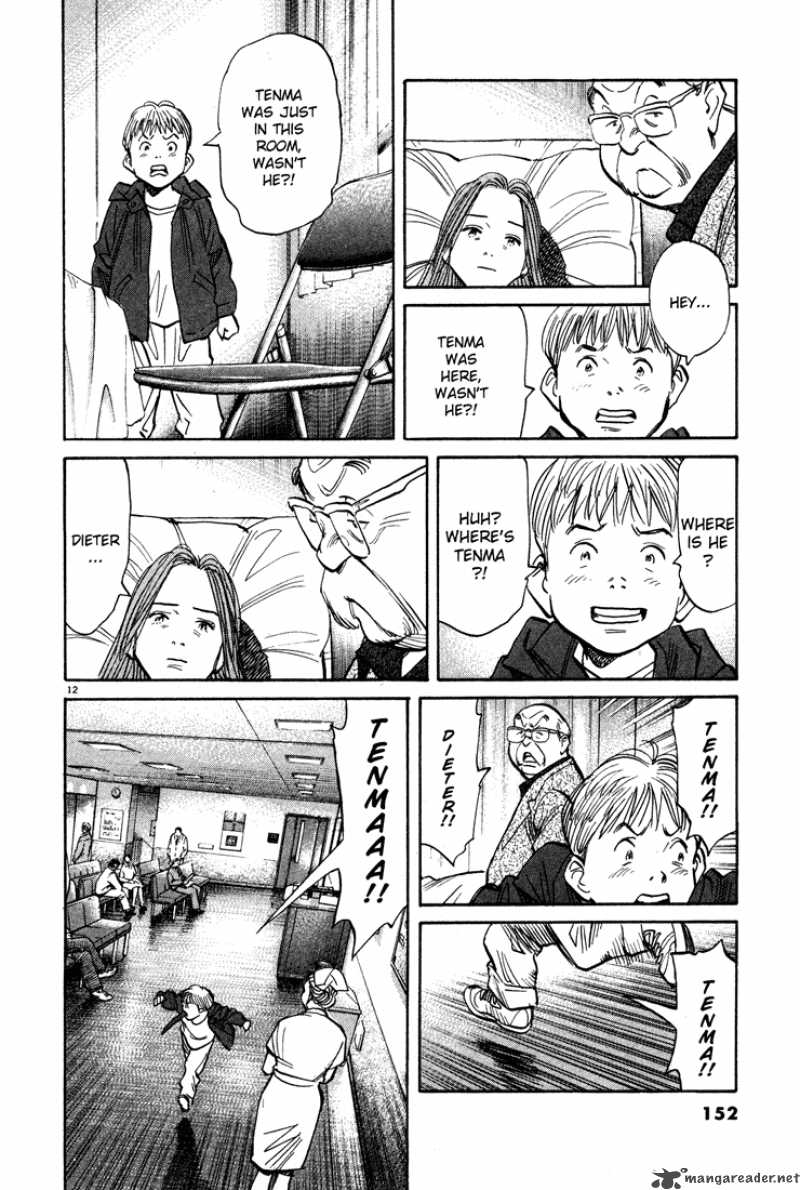 HEY...
TENMA
WAS
HERE,
WASN'T
HE?!
TENMA
WAS JUST
IN THIS
ROOM,
WASN'T
HE?!
WHERE
IS HE
?
HUH?
WHERE'S
TENMA
?!
DIETER
...
12
TENMA!!
DIETER!!
TENMA!!
TENMAAA!!
152
mangareader.net